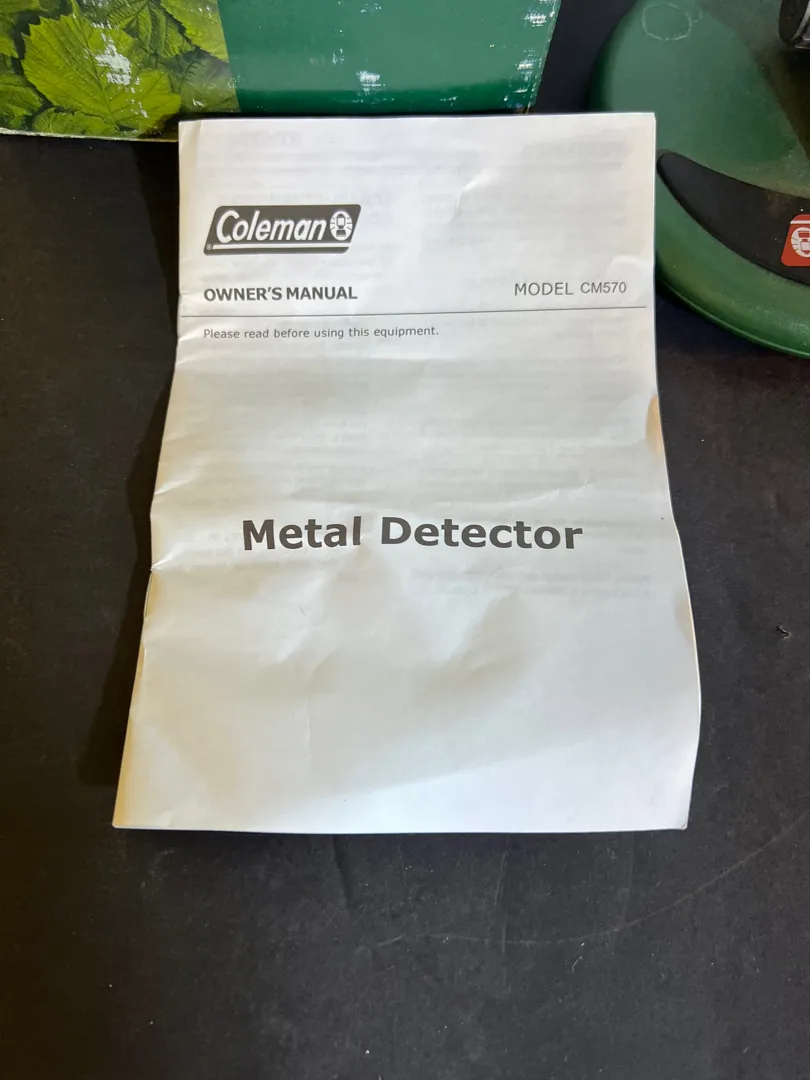 Coleman
®
OWNER'S MANUAL MODEL CM570
Please read before using this equipment.
Metal Detector